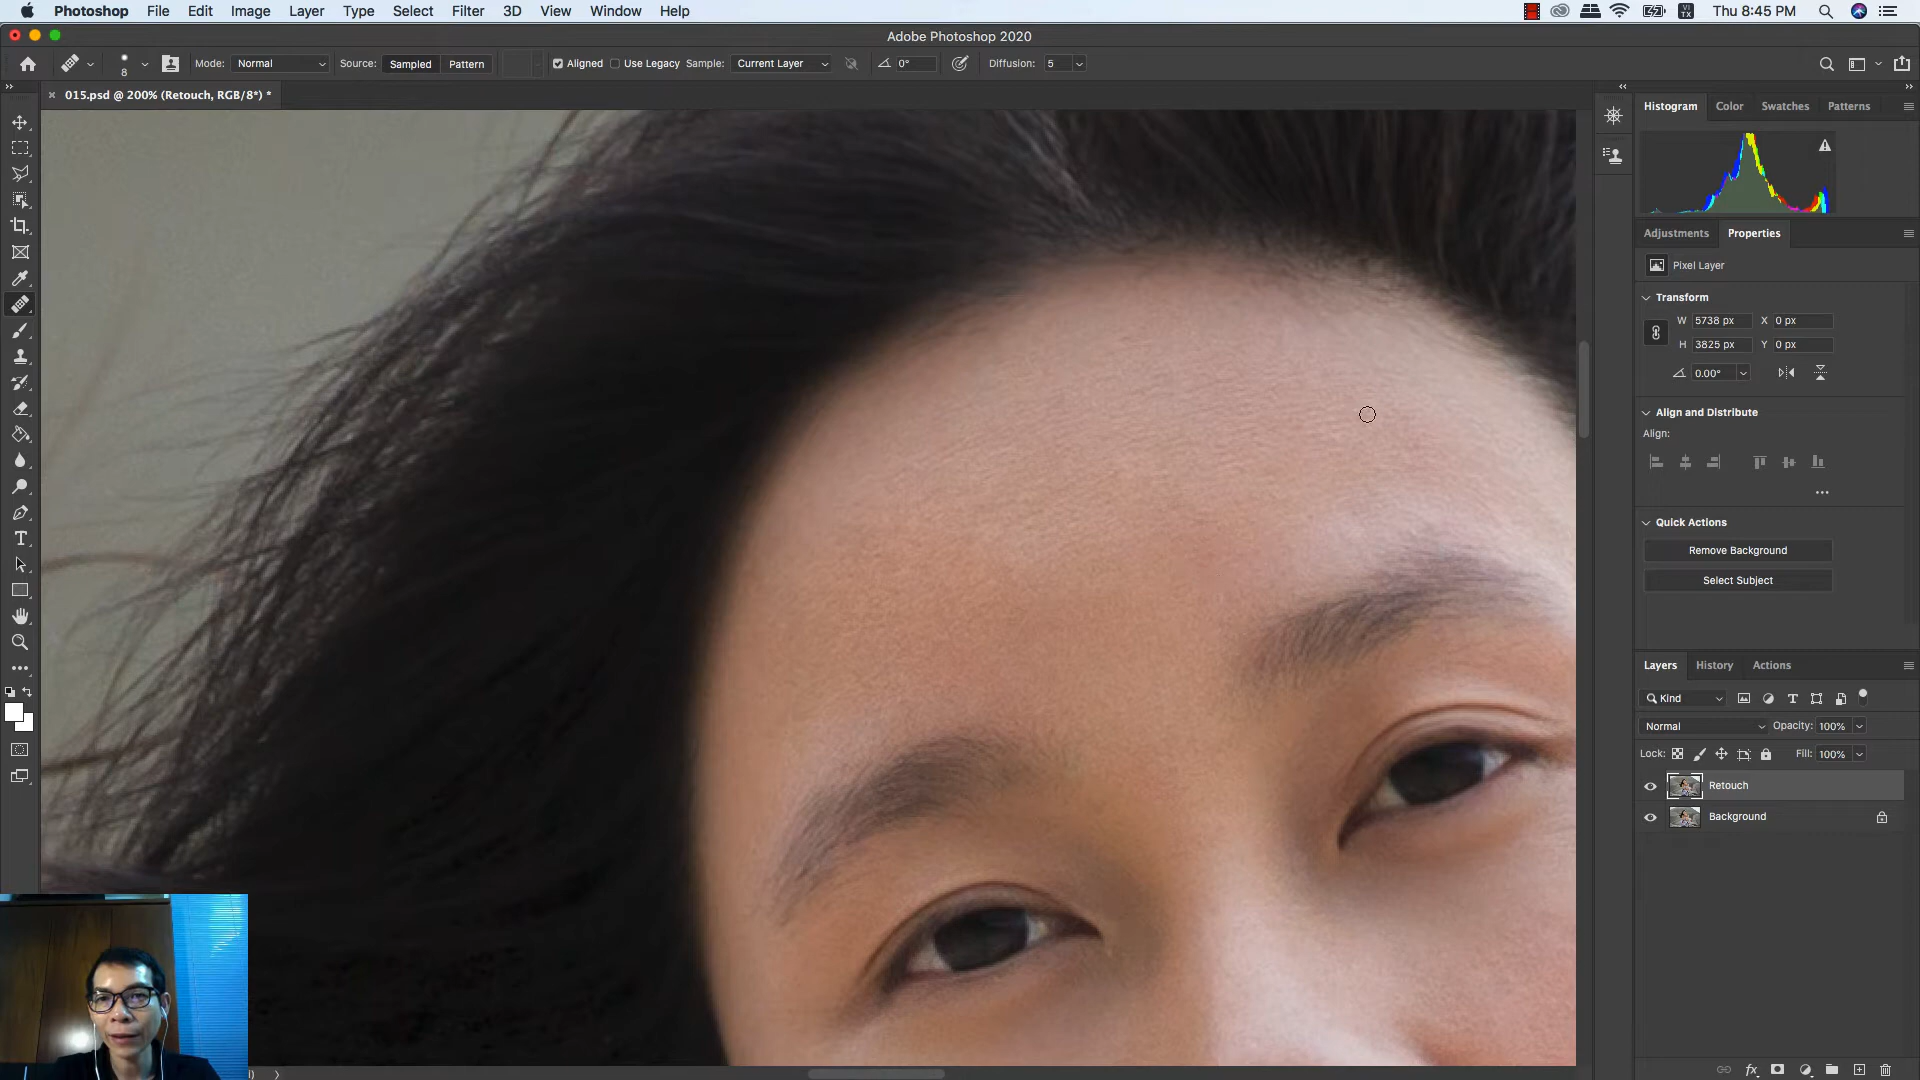 Photoshop File Edit Image Layer Type Select Filter 3D View Window Help VI TX Thu 8:45 PM
Adobe Photoshop 2020
8 Mode: Normal Source: Sampled Pattern Aligned Use Legacy Sample: Current Layer 0° Diffusion: 5
015.psd @ 200% (Retouch, RGB/8*) *
Histogram Color Swatches Patterns
Adjustments Properties
Pixel Layer
Transform
W 5738 px X 0 px
H 3825 px Y 0 px
0.00°
Align and Distribute
Align:
Quick Actions
Remove Background
Select Subject
Layers History Actions
Kind
Normal Opacity: 100%
Lock: Fill: 100%
Retouch
Background
fx